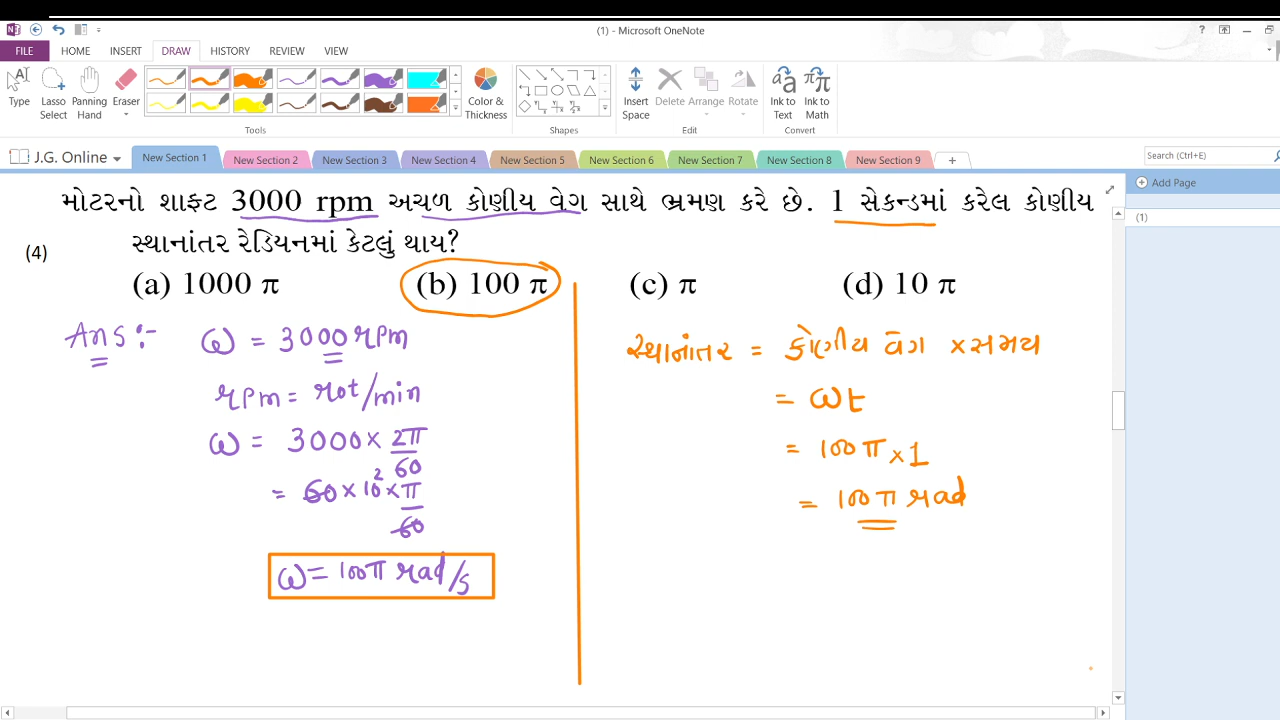 (1) - Microsoft OneNote
FILE HOME INSERT DRAW HISTORY REVIEW VIEW
Type Lasso Select Panning Hand Eraser Color & Thickness Insert Space Delete Arrange Rotate Ink to Text Ink to Math
Tools Shapes Edit Convert
J.G. Online New Section 1 New Section 2 New Section 3 New Section 4 New Section 5 New Section 6 New Section 7 New Section 8 New Section 9 Search (Ctrl+E)
Add Page
(1)
મોટરનો શાફ્ટ 3000 rpm અચળ કોણીય વેગ સાથે ભ્રમણ કરે છે. 1 સેકન્ડમાં કરેલ કોણીય
(4) સ્થાનાંતર રેડિયનમાં કેટલું થાય?
(a) 1000 π (b) 100 π (c) π (d) 10 π
Ans :- ω = 3000 rpm
rpm = rot/min
ω = 3000 × 2π/60
= 60 × 10² × π/60
ω = 100π rad/s
સ્થાનાંતર = કોણીય વેગ × સમય
= ωt
= 100π × 1
= 100π rad